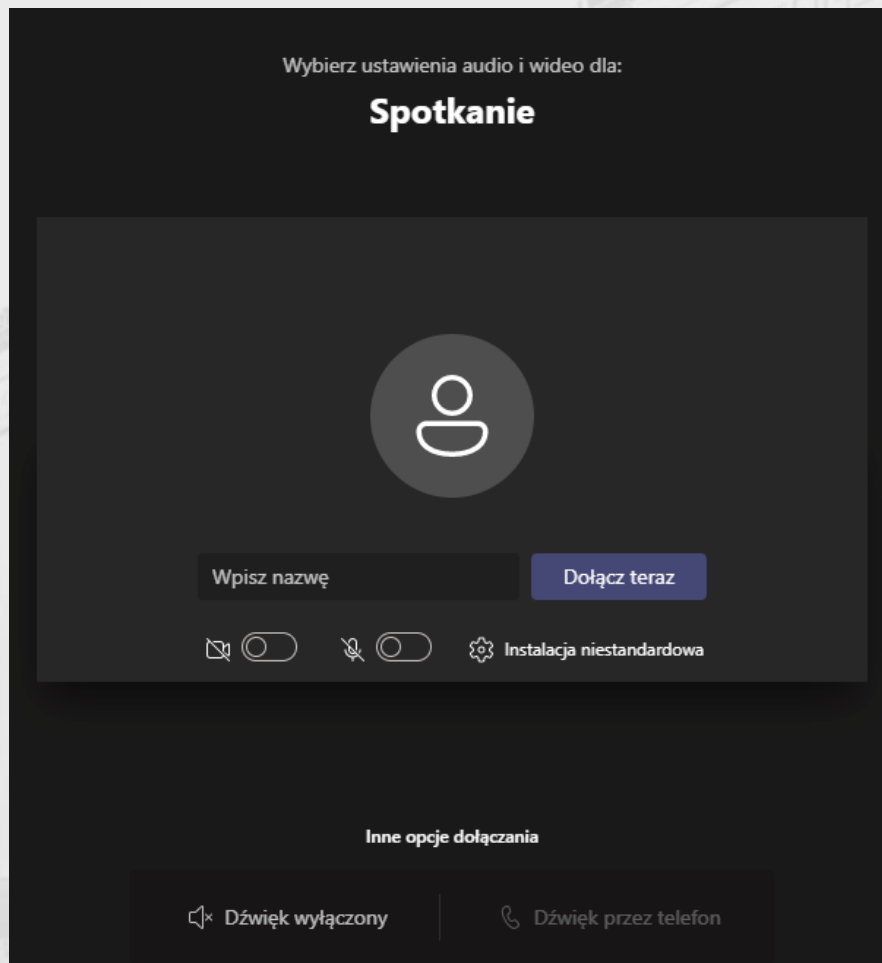 Wybierz ustawienia audio i wideo dla:
Spotkanie
Wpisz nazwę
Dołącz teraz
Instalacja niestandardowa
Inne opcje dołączania
Dźwięk wyłączony
Dźwięk przez telefon